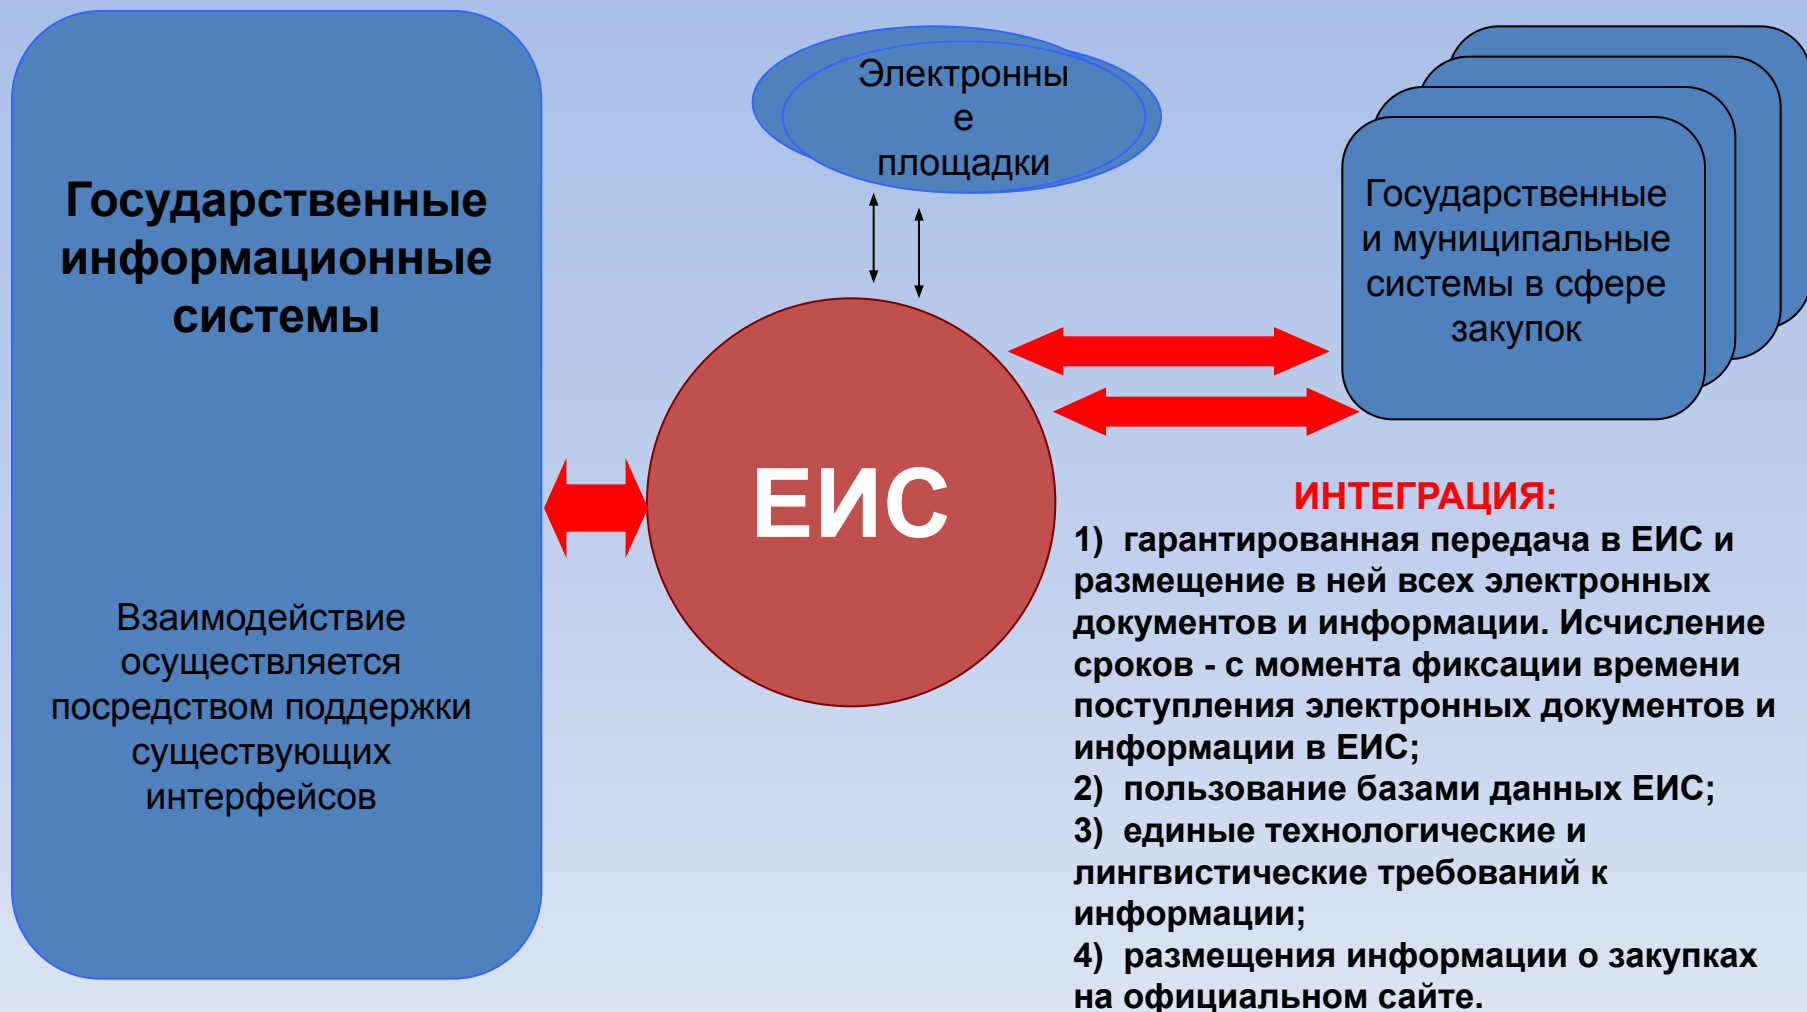 Государственные
информационные
системы
Взаимодействие
осуществляется
посредством поддержки
существующих
интерфейсов
Электронны
е
площадки
ЕИС
Государственные
и муниципальные
системы в сфере
закупок
ИНТЕГРАЦИЯ:
1) гарантированная передача в ЕИС и
размещение в ней всех электронных
документов и информации. Исчисление
сроков - с момента фиксации времени
поступления электронных документов и
информации в ЕИС;
2) пользование базами данных ЕИС;
3) единые технологические и
лингвистические требований к
информации;
4) размещения информации о закупках
на официальном сайте.